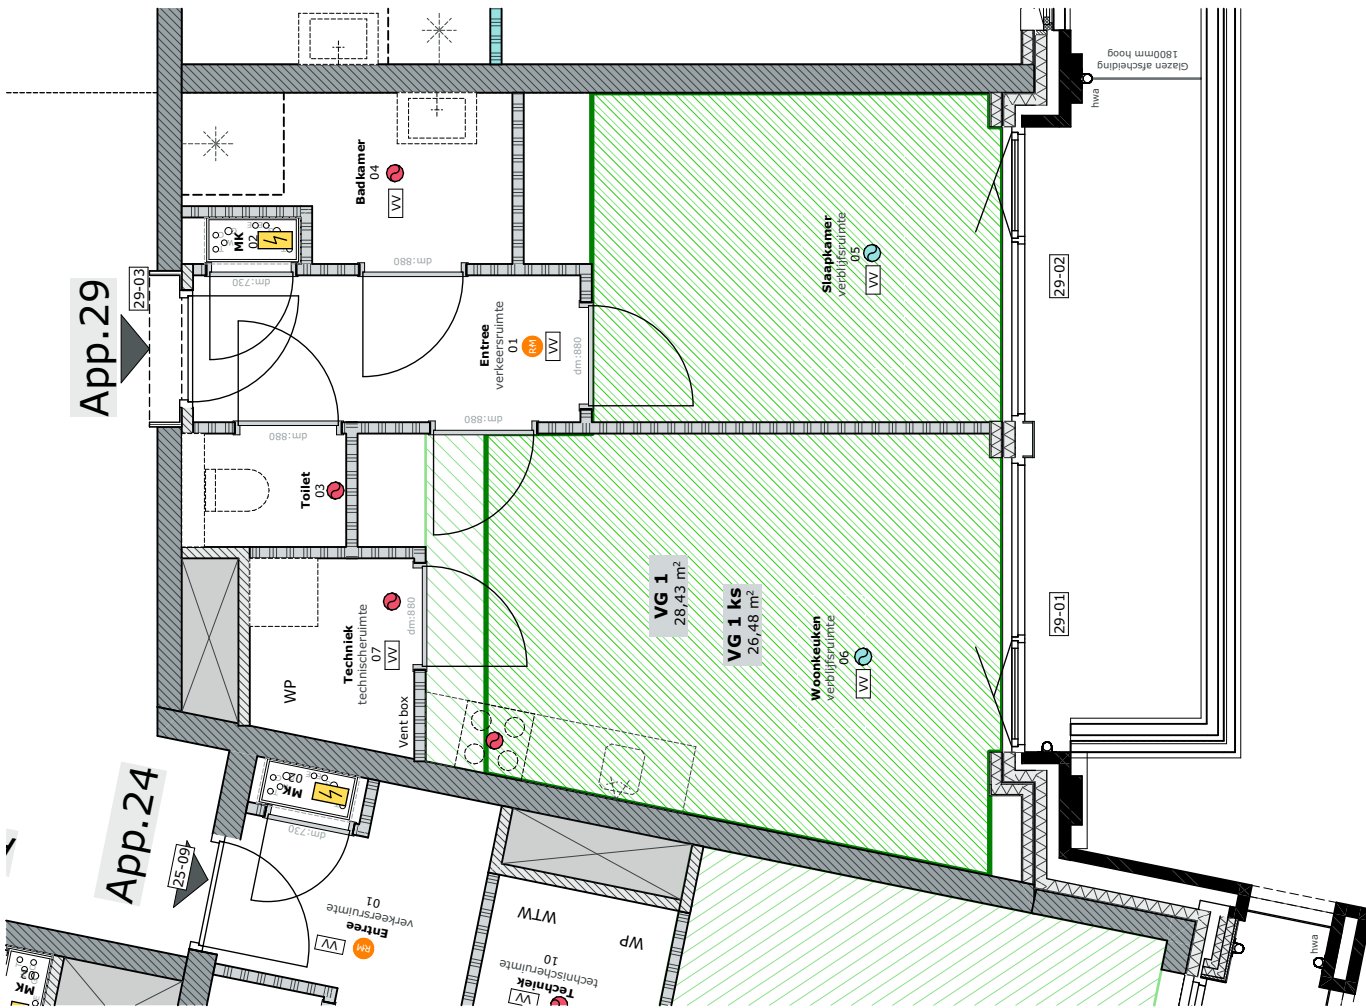 Glazen afscheiding
1800mm hoog
hwa
Badkamer
04
VV
MK
02
dm:730
dm:880
29-03
App.29
Entree
verkeersruimte
01
RM
VV
dm:880
dm:880
dm:880
Slaapkamer
verblijfsruimte
05
VV
29-02
Toilet
03
VG 1
28,43 m²
VG 1 ks
26,48 m²
Woonkeuken
verblijfsruimte
06
VV
29-01
Techniek
technischeruimte
07
VV
dm:880
WP
Vent box
App.24
25-09
MK
02
dm:730
Entree
verkeersruimte
01
RM
VV
WTW
WP
Techniek
technischeruimte
10
VV
MK
02
hwa